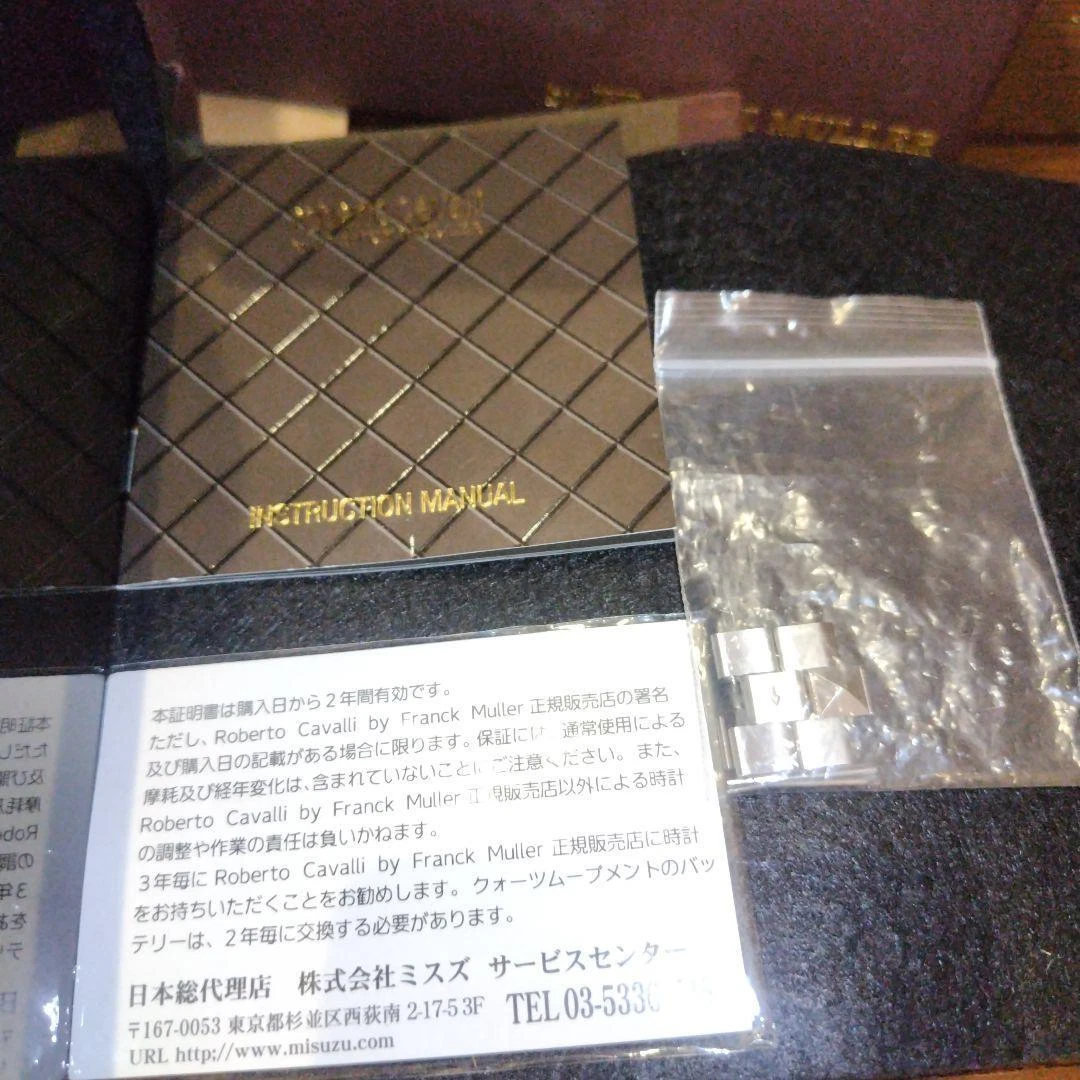 MULLER
INSTRUCTION MANUAL
本証明書は購入日から2年間有効です。
ただし、Roberto Cavalli by Franck Muller 正規販売店の署名
及び購入日の記載がある場合に限ります。保証には、通常使用による
摩耗及び経年変化は、含まれていないことにご注意ください。また、
Roberto Cavalli by Franck Muller 正規販売店以外による時計
の調整や作業の責任は負いかねます。
3年毎に Roberto Cavalli by Franck Muller 正規販売店に時計
をお持ちいただくことをお勧めします。クォーツムーブメントのバッ
テリーは、2年毎に交換する必要があります。
日本総代理店 株式会社ミスズ サービスセンター
〒167-0053 東京都杉並区西荻南 2-17-5 3F TEL 03-5336
URL http://www.misuzu.com